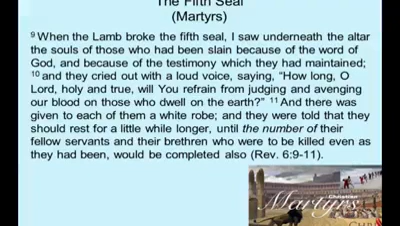 The Fifth Seal
(Martyrs)
9 When the Lamb broke the fifth seal, I saw underneath the altar
the souls of those who had been slain because of the word of
God, and because of the testimony which they had maintained;
10 and they cried out with a loud voice, saying, “How long, O
Lord, holy and true, will You refrain from judging and avenging
our blood on those who dwell on the earth?” 11 And there was
given to each of them a white robe; and they were told that they
should rest for a little while longer, until the number of their
fellow servants and their brethren who were to be killed even as
they had been, would be completed also (Rev. 6:9-11).
Christian
Martyrs